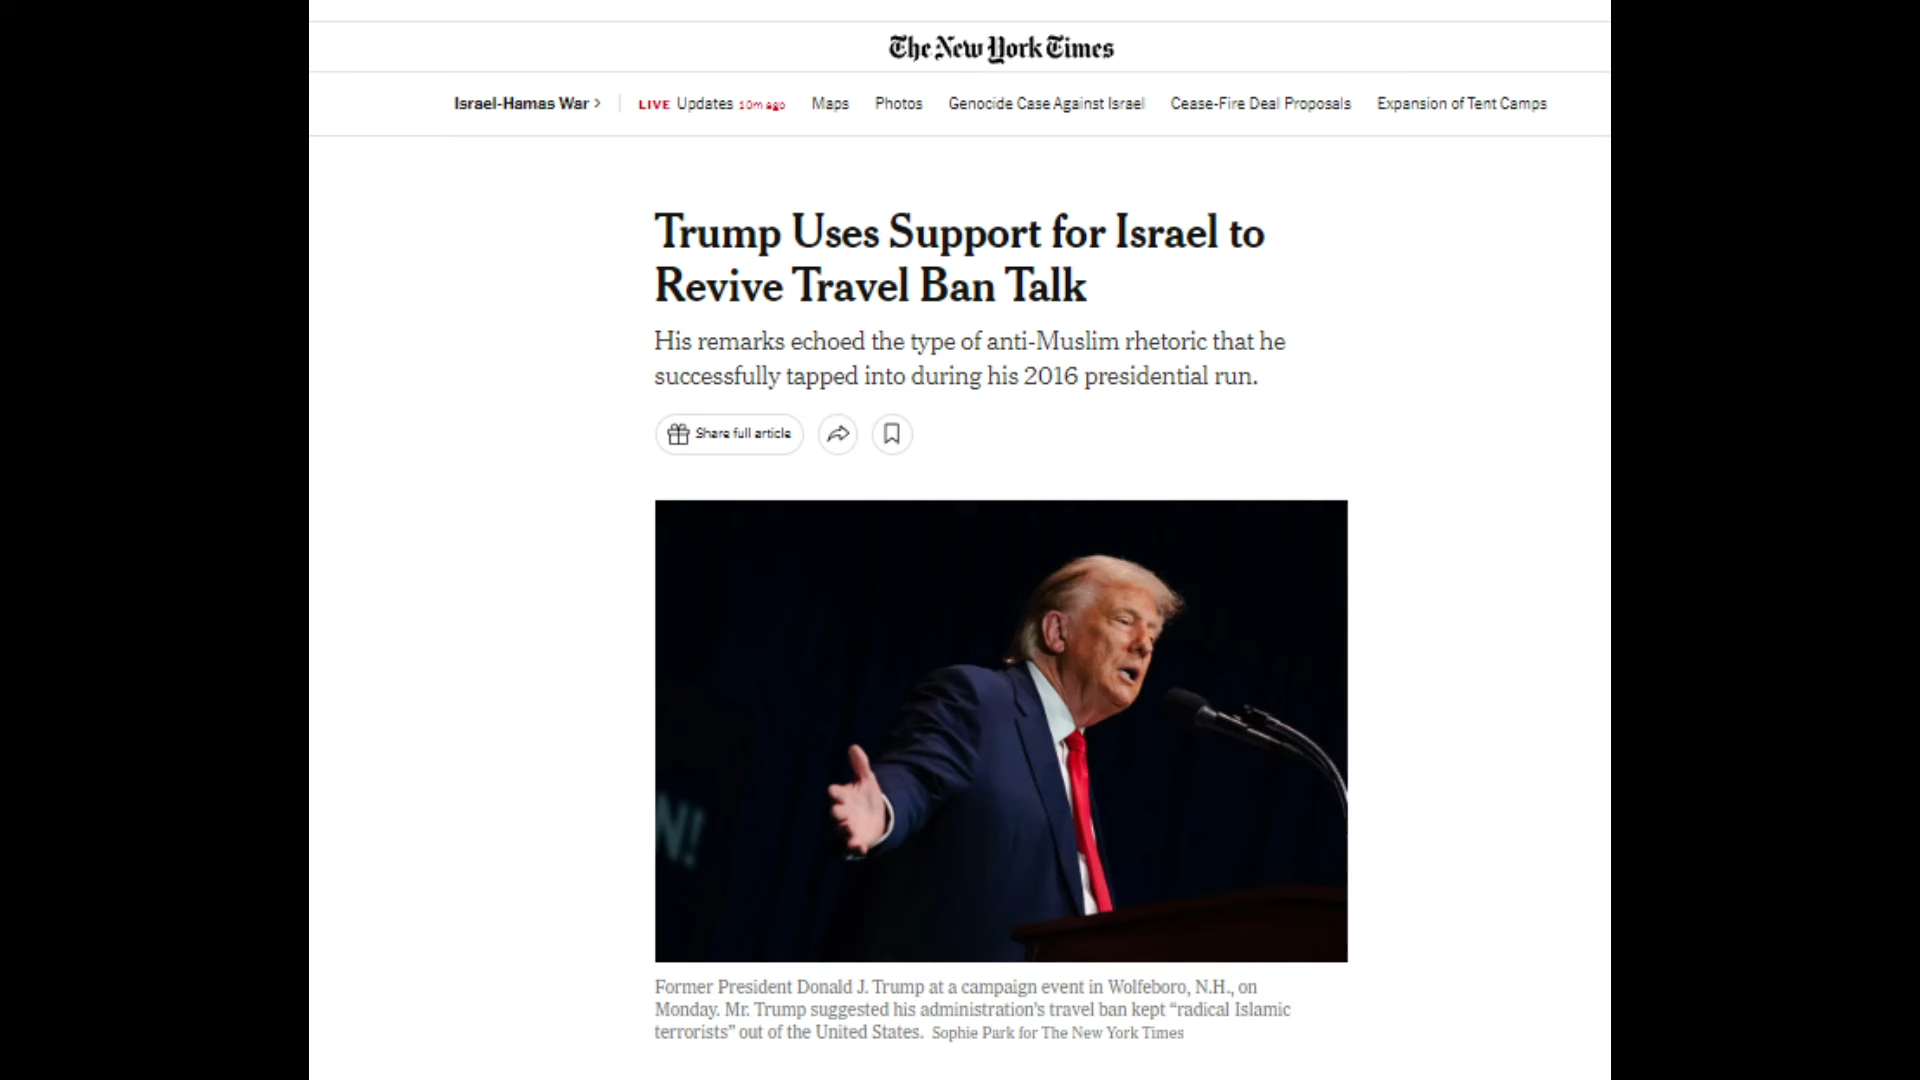 The New York Times
Israel-Hamas War >
LIVE Updates 10m ago
Maps
Photos
Genocide Case Against Israel
Cease-Fire Deal Proposals
Expansion of Tent Camps
Trump Uses Support for Israel to
Revive Travel Ban Talk
His remarks echoed the type of anti-Muslim rhetoric that he
successfully tapped into during his 2016 presidential run.
Share full article
N!
Former President Donald J. Trump at a campaign event in Wolfeboro, N.H., on
Monday. Mr. Trump suggested his administration's travel ban kept “radical Islamic
terrorists” out of the United States. Sophie Park for The New York Times